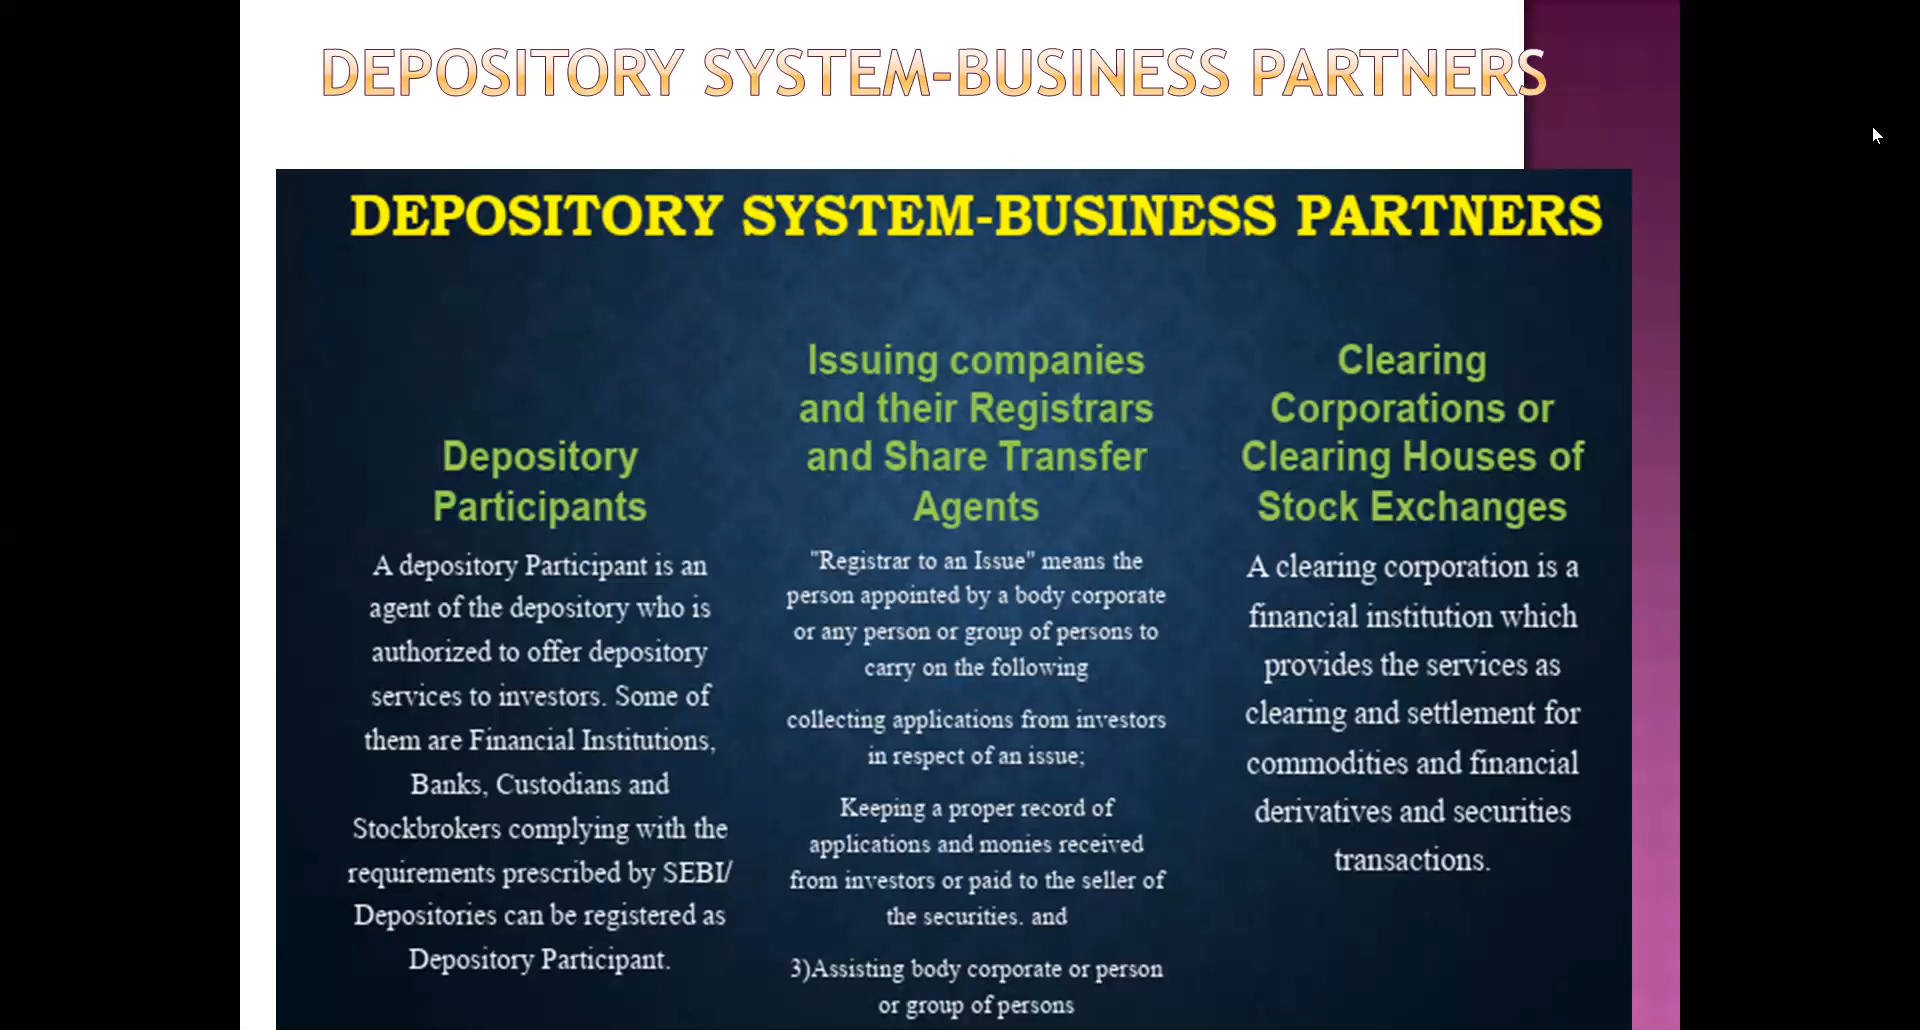 DEPOSITORY SYSTEM-BUSINESS PARTNERS
DEPOSITORY SYSTEM-BUSINESS PARTNERS
Depository
Participants
A depository Participant is an
agent of the depository who is
authorized to offer depository
services to investors. Some of
them are Financial Institutions,
Banks, Custodians and
Stockbrokers complying with the
requirements prescribed by SEBI/
Depositories can be registered as
Depository Participant.
Issuing companies
and their Registrars
and Share Transfer
Agents
"Registrar to an Issue" means the
person appointed by a body corporate
or any person or group of persons to
carry on the following
collecting applications from investors
in respect of an issue;
Keeping a proper record of
applications and monies received
from investors or paid to the seller of
the securities. and
3)Assisting body corporate or person
or group of persons
Clearing
Corporations or
Clearing Houses of
Stock Exchanges
A clearing corporation is a
financial institution which
provides the services as
clearing and settlement for
commodities and financial
derivatives and securities
transactions.